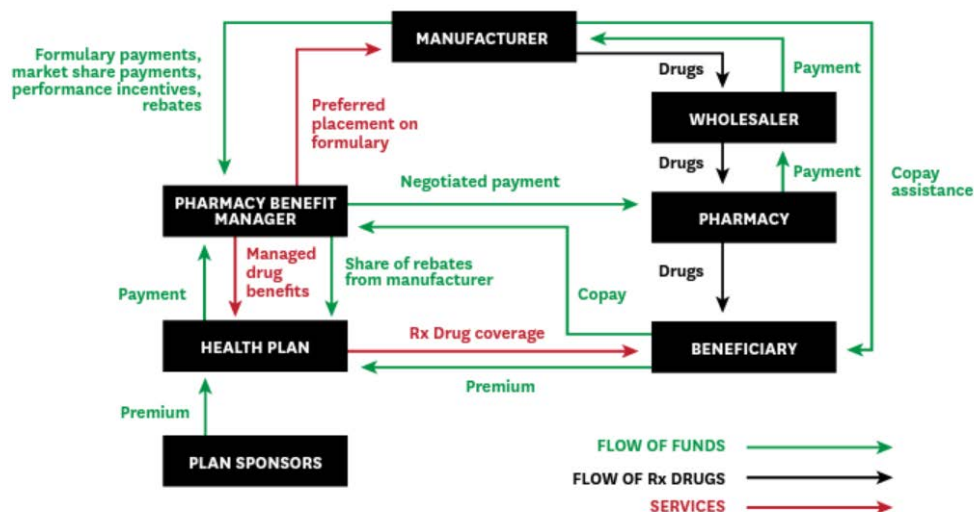 MANUFACTURER
Formulary payments,
market share payments,
performance incentives,
rebates
Preferred
placement on
formulary
Drugs
Payment
WHOLESALER
Drugs
Payment
Copay
assistance
PHARMACY BENEFIT
MANAGER
Negotiated payment
PHARMACY
Payment
Managed
drug
benefits
Share of rebates
from manufacturer
Copay
Drugs
HEALTH PLAN
Rx Drug coverage
BENEFICIARY
Premium
Premium
PLAN SPONSORS
FLOW OF FUNDS
FLOW OF Rx DRUGS
SERVICES